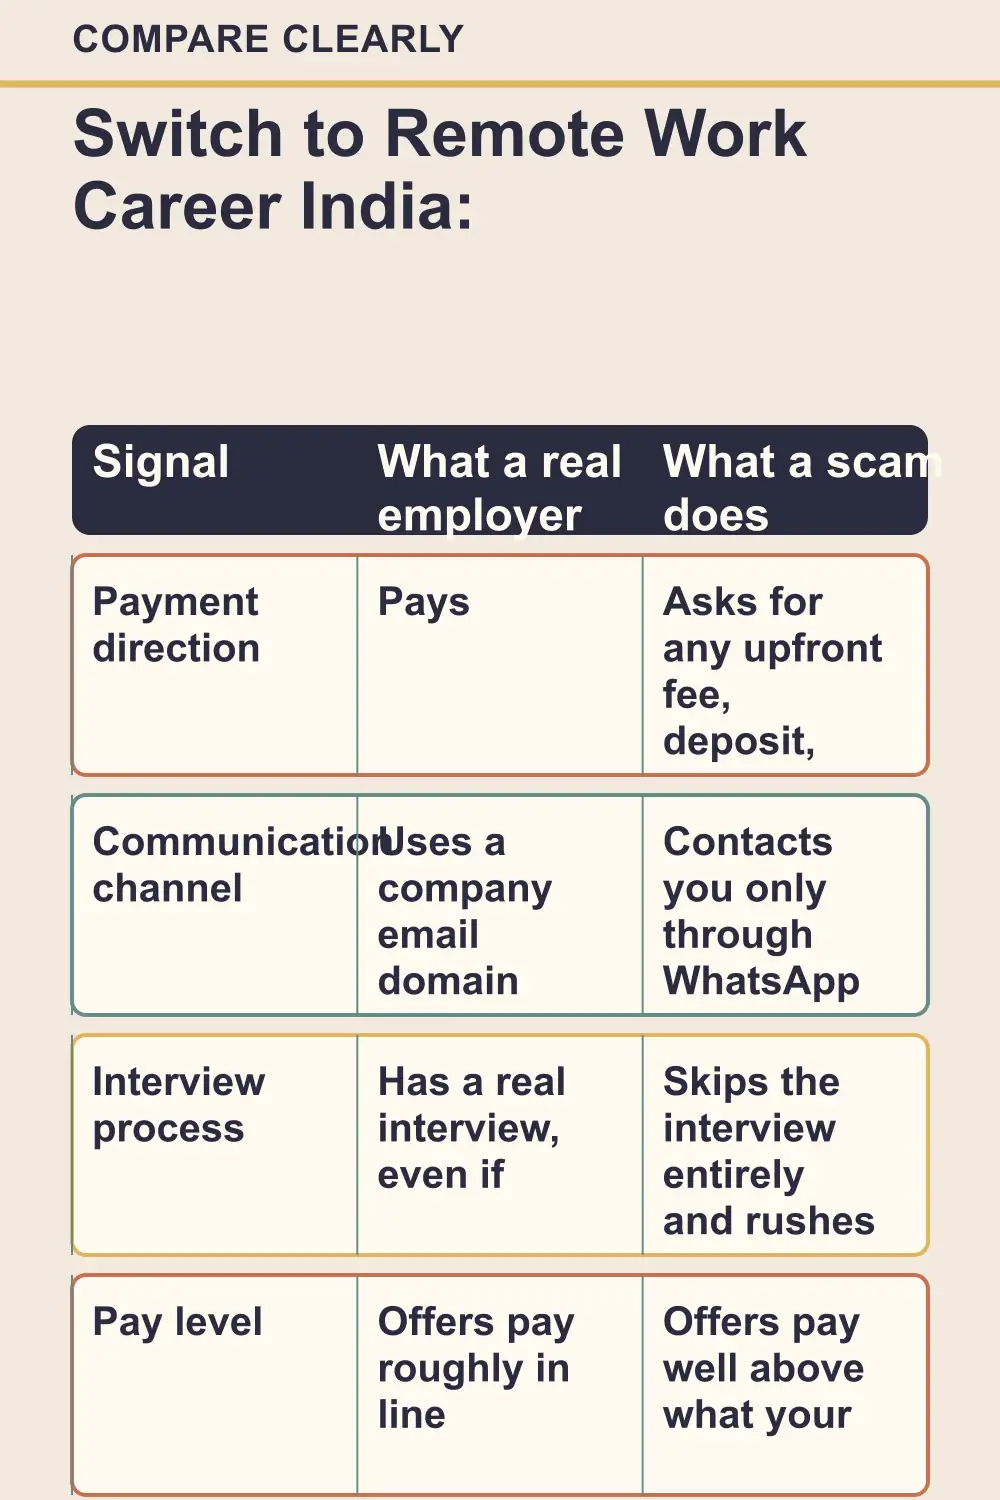 COMPARE CLEARLY
Switch to Remote Work
Career India:
Signal
What a real
employer
What a scam
does
Payment
direction
Pays
Asks for
any upfront
fee,
deposit,
Communication
channel
Uses a
company
email
domain
Contacts
you only
through
WhatsApp
Interview
process
Has a real
interview,
even if
Skips the
interview
entirely
and rushes
Pay level
Offers pay
roughly in
line
Offers pay
well above
what your